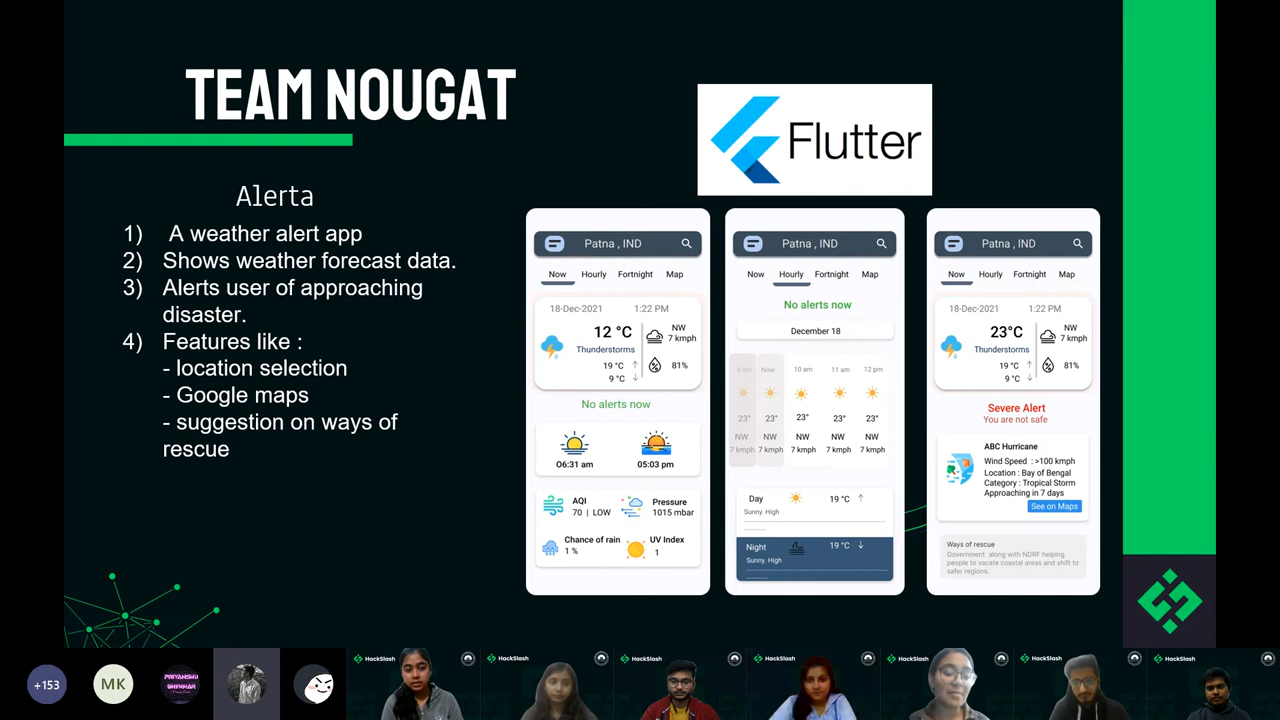 TEAM NOUGAT
Flutter
Alerta
1) A weather alert app
2) Shows weather forecast data.
3) Alerts user of approaching
disaster.
4) Features like :
- location selection
- Google maps
- suggestion on ways of
rescue
Patna , IND
Now Hourly Fortnight Map
18-Dec-2021 1:22 PM
12 °C
NW
7 kmph
Thunderstorms
19 °C ↑
81%
9 °C ↓
No alerts now
06:31 am 05:03 pm
AQI
70 | LOW
Pressure
1015 mbar
Chance of rain
1 %
UV Index
1
Patna , IND
Now Hourly Fortnight Map
No alerts now
December 18
9 am Now 10 am 11 am 12 pm
23° 23° 23° 23° 23°
NW NW NW NW NW
7 kmph 7 kmph 7 kmph 7 kmph 7 kmph
Day 19 °C ↑
Sunny. High
Night 19 °C ↓
Sunny. High
Patna , IND
Now Hourly Fortnight Map
18-Dec-2021 1:22 PM
23°C
NW
7 kmph
Thunderstorms
19 °C ↑
81%
9 °C ↓
Severe Alert
You are not safe
ABC Hurricane
Wind Speed : >100 kmph
Location : Bay of Bengal
Category : Tropical Storm
Approaching in 7 days
See on Maps
Ways of rescue
Government along with NDRF helping
people to vacate coastal areas and shift to
safer regions.
+153
MK
PRIYANSHU
HackSlash
HackSlash
HackSlash
HackSlash
HackSlash
HackSlash
HackSlash